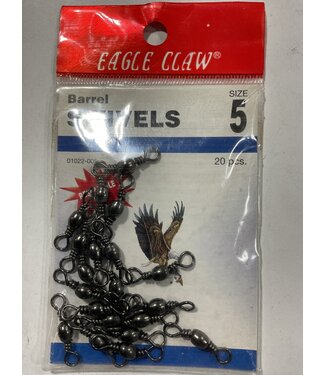 EAGLE CLAW®
Barrel
SIZE
SWIVELS
5
20 pcs.